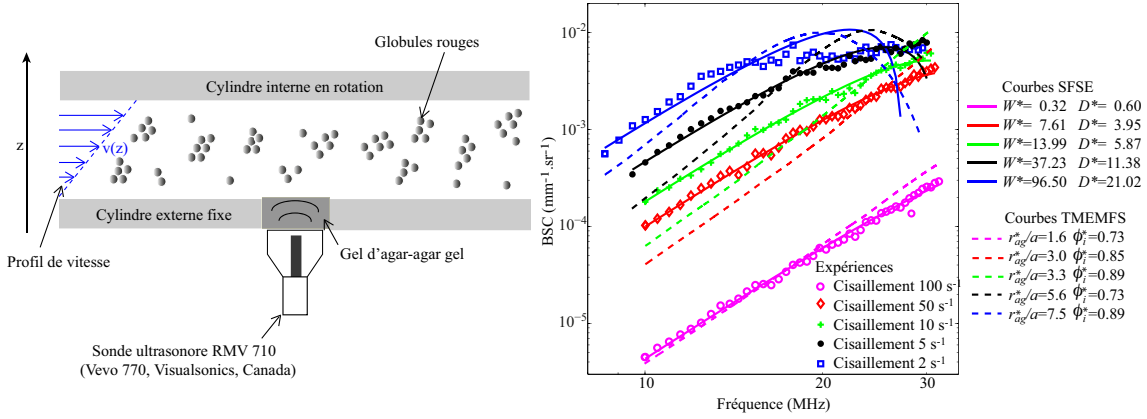 Globules rouges
Cylindre interne en rotation
z
v(z)
Cylindre externe fixe
Profil de vitesse
Gel d'agar-agar gel
Sonde ultrasonore RMV 710
(Vevo 770, Visualsonics, Canada)
BSC (mm⁻¹.sr⁻¹)
10⁻²
10⁻³
10⁻⁴
10⁻⁵
Expériences
Cisaillement 100 s⁻¹
Cisaillement 50 s⁻¹
Cisaillement 10 s⁻¹
Cisaillement 5 s⁻¹
Cisaillement 2 s⁻¹
10 20 30
Fréquence (MHz)
Courbes SFSE
W*= 0.32 D*= 0.60
W*= 7.61 D*= 3.95
W*=13.99 D*= 5.87
W*=37.23 D*=11.38
W*=96.50 D*=21.02
Courbes TMEMFS
r*ag/a=1.6 ϕ*i=0.73
r*ag/a=3.0 ϕ*i=0.85
r*ag/a=3.3 ϕ*i=0.89
r*ag/a=5.6 ϕ*i=0.73
r*ag/a=7.5 ϕ*i=0.89